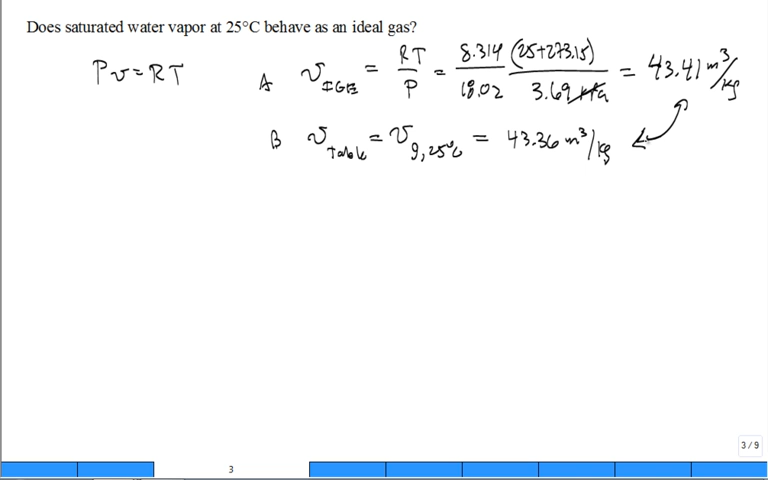 Does saturated water vapor at 25°C behave as an ideal gas?
Pv=RT
A v_IGE = RT/P = 8.314/18.02 (25+273.15)/3.69 kPa = 43.41 m³/kg
B v_table = v_g,25°C = 43.36 m³/kg
3/9
3